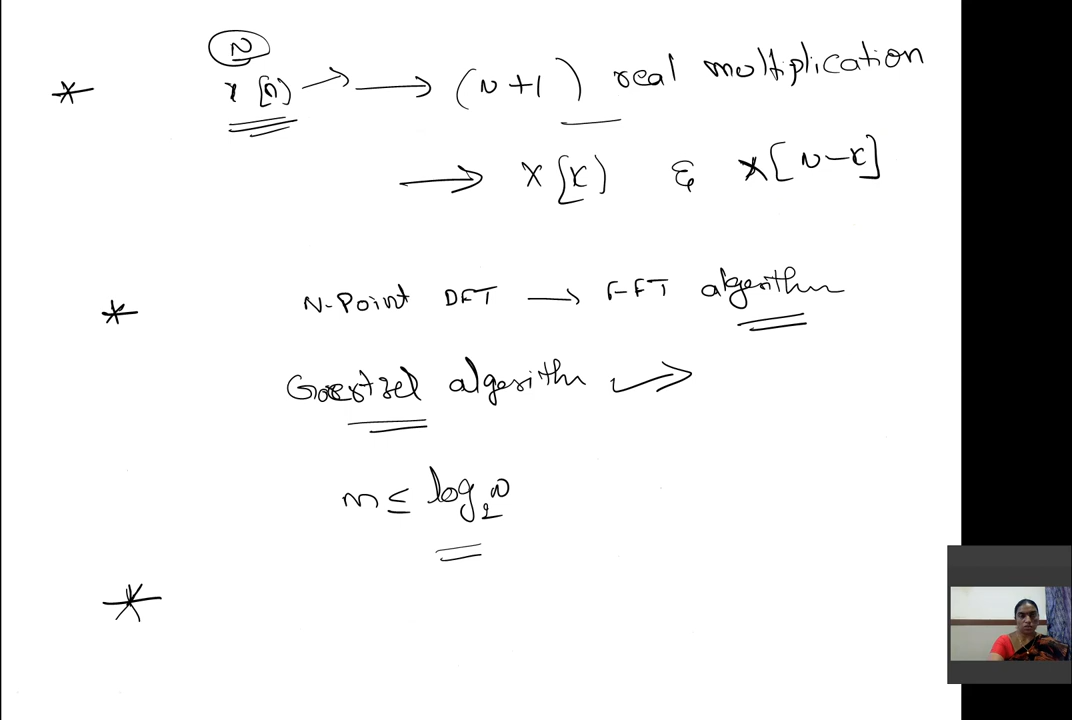 N
* x[n] → → (N+1) real multiplication
→ X[K] & X[N-K]
* N-Point DFT → FFT algorithm
Goertzel algorithm
m ≤ log₂N
*